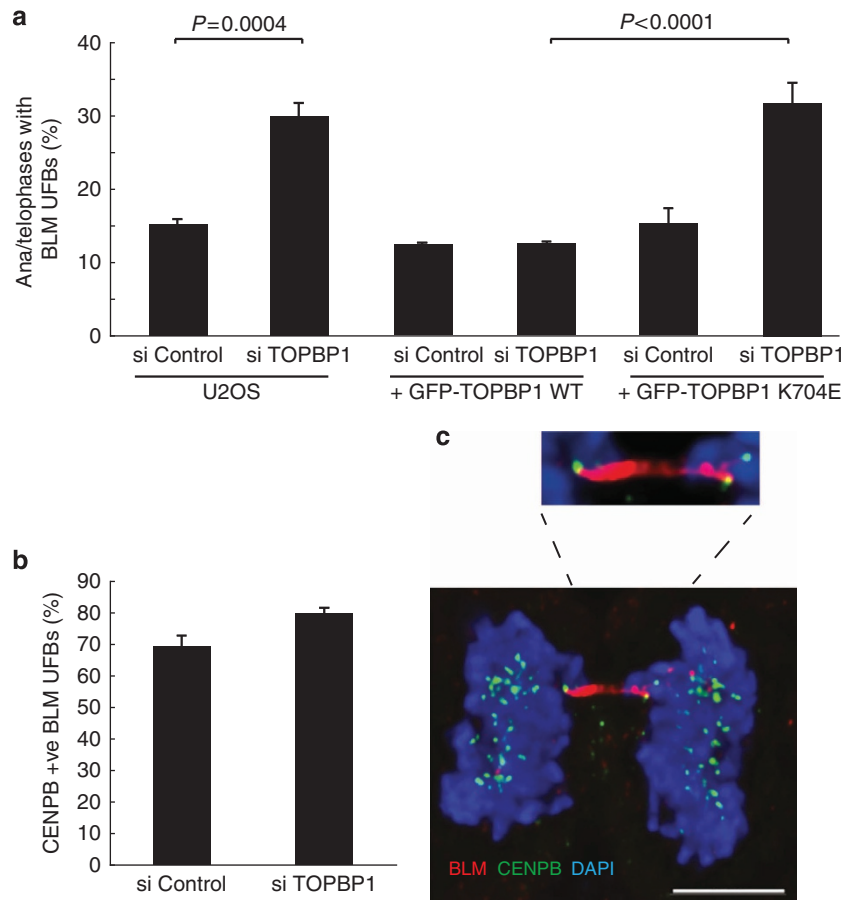 a
P=0.0004
P<0.0001
Ana/telophases with
BLM UFBs (%)
40
30
20
10
0
si Control si TOPBP1 si Control si TOPBP1 si Control si TOPBP1
U2OS + GFP-TOPBP1 WT + GFP-TOPBP1 K704E
b
CENPB +ve BLM UFBs (%)
90
80
70
60
50
40
30
80
10
0
si Control si TOPBP1
c
BLM CENPB DAPI